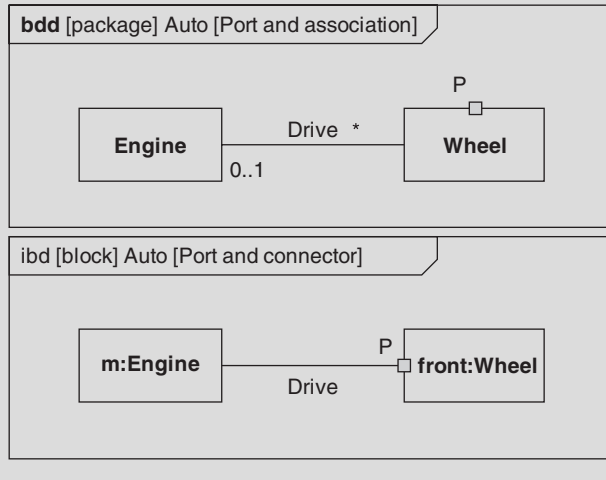 bdd [package] Auto [Port and association]
P
Engine
Drive *
Wheel
0..1
ibd [block] Auto [Port and connector]
m:Engine
P
front:Wheel
Drive